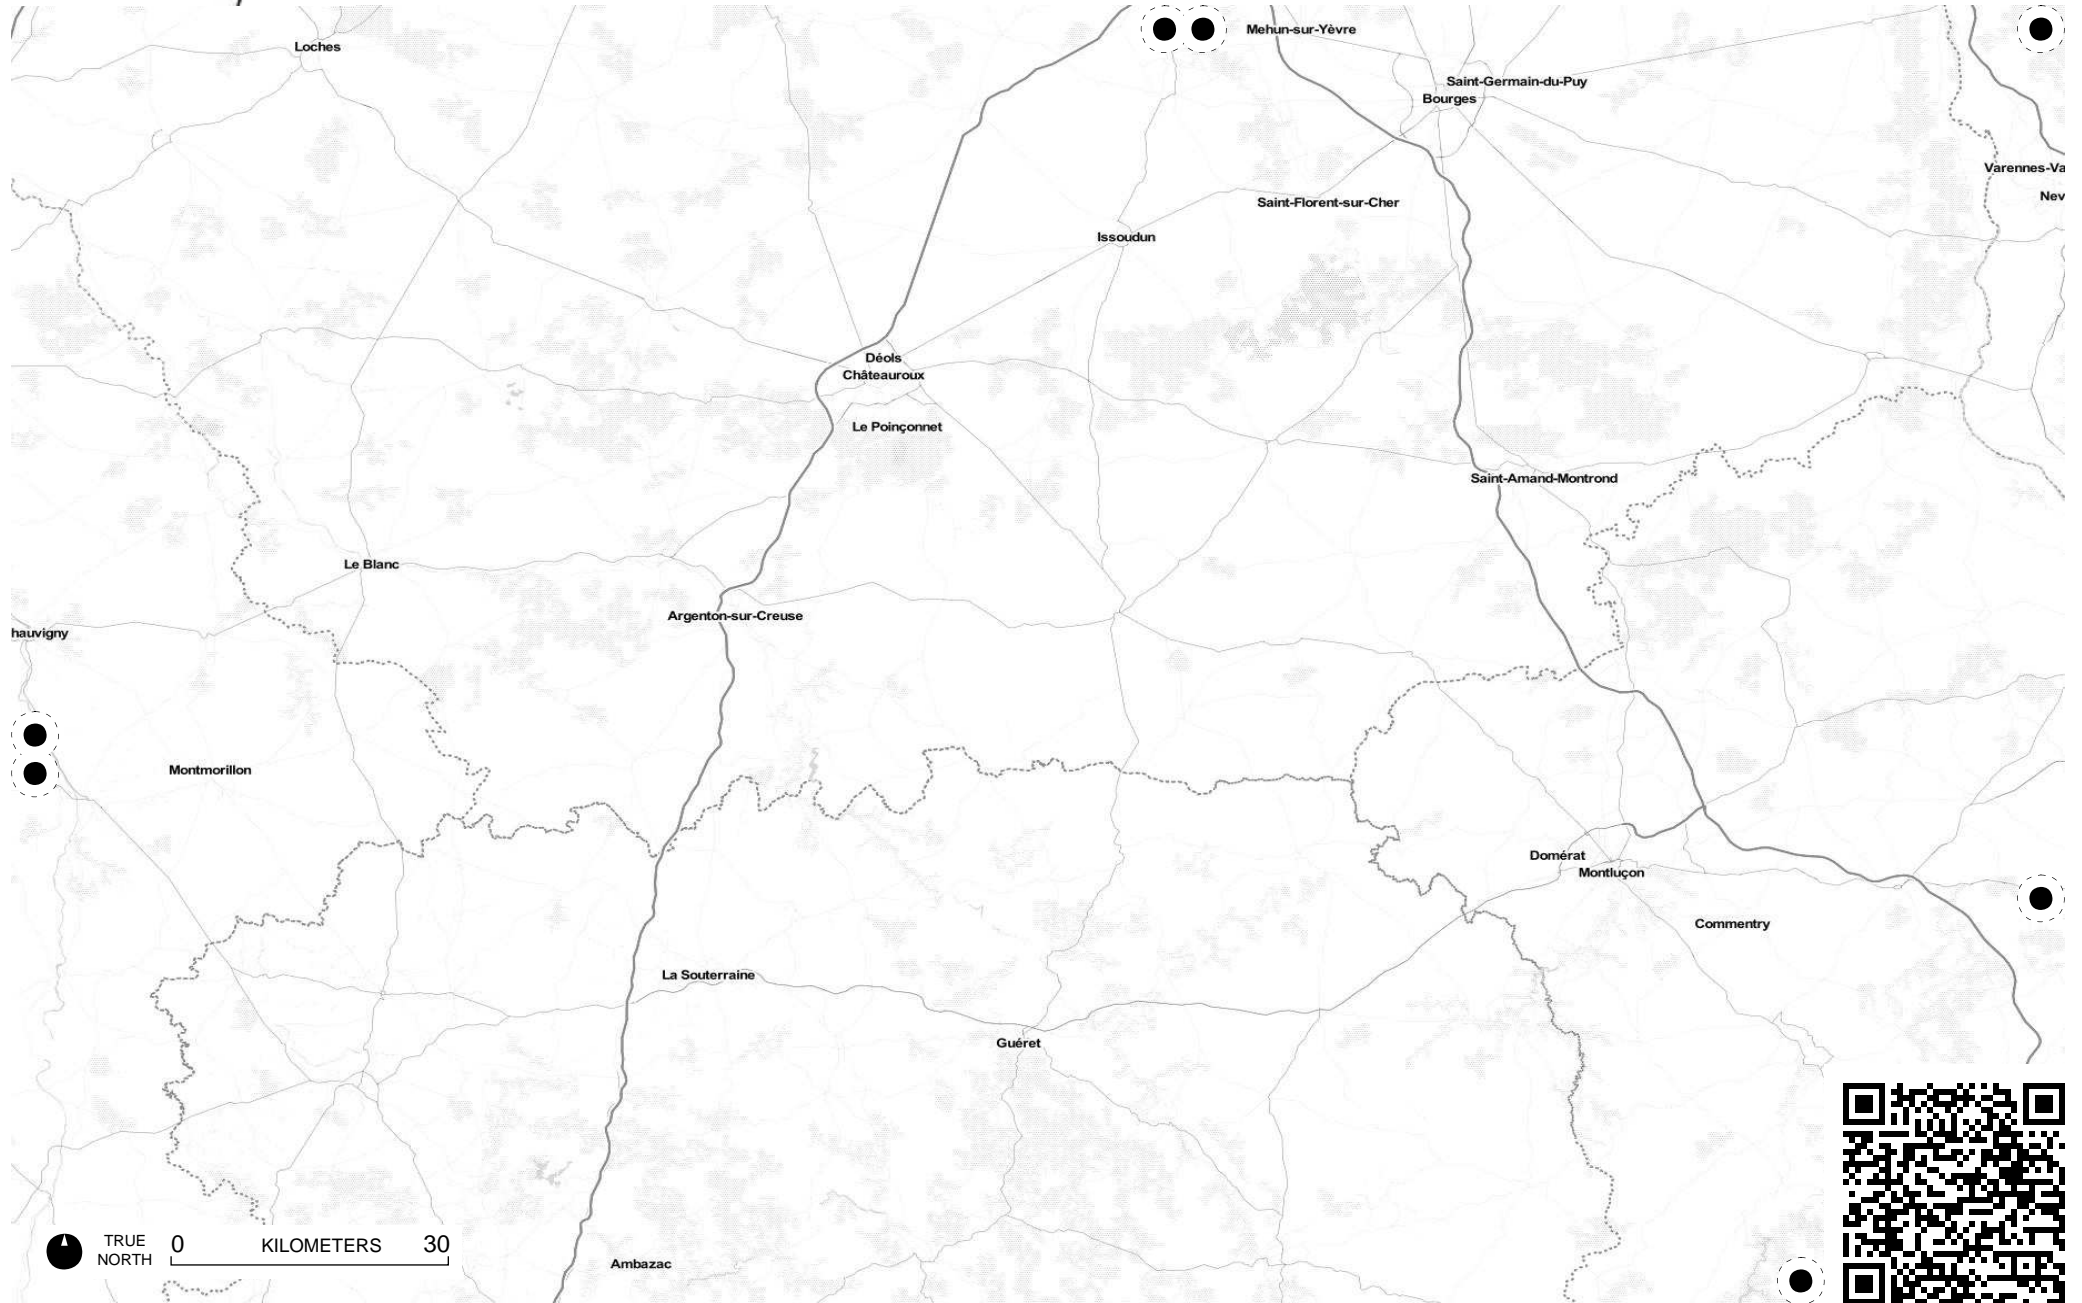 Mehun-sur-Yèvre
Loches
Saint-Germain-du-Puy
Bourges
Varennes-Va
Nev
Saint-Florent-sur-Cher
Issoudun
Déols
Châteauroux
Le Poinçonnet
Saint-Amand-Montrond
Le Blanc
Argenton-sur-Creuse
hauvigny
Montmorillon
Domérat
Montluçon
Commentry
La Souterraine
Guéret
Ambazac
TRUE
NORTH
0 KILOMETERS 30